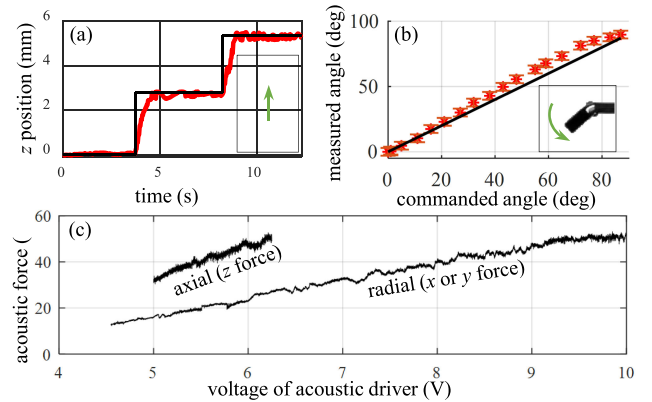 (a)
z position (mm)
6
4
2
0
0
5
10
time (s)
(b)
measured angle (deg)
100
50
0
0
20
40
60
80
commanded angle (deg)
(c)
acoustic force (
60
40
20
0
axial (z force)
radial (x or y force)
4
5
6
7
8
9
10
voltage of acoustic driver (V)